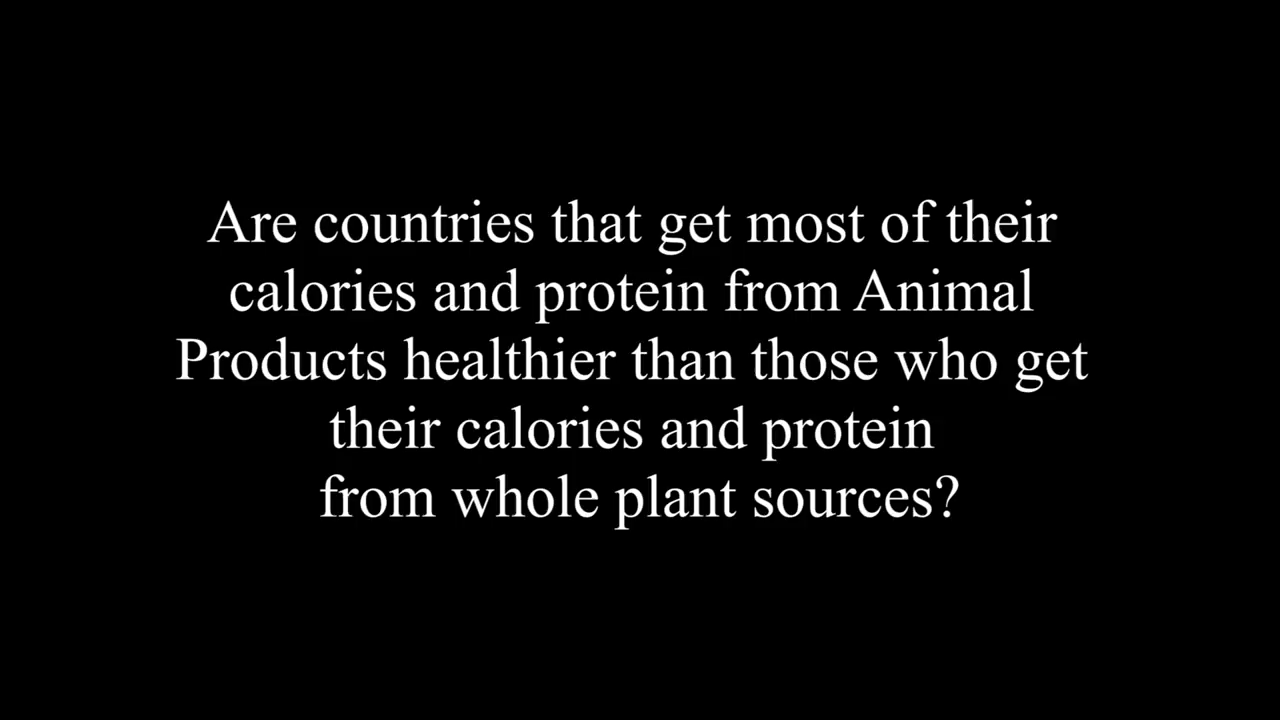 Are countries that get most of their
calories and protein from Animal
Products healthier than those who get
their calories and protein
from whole plant sources?